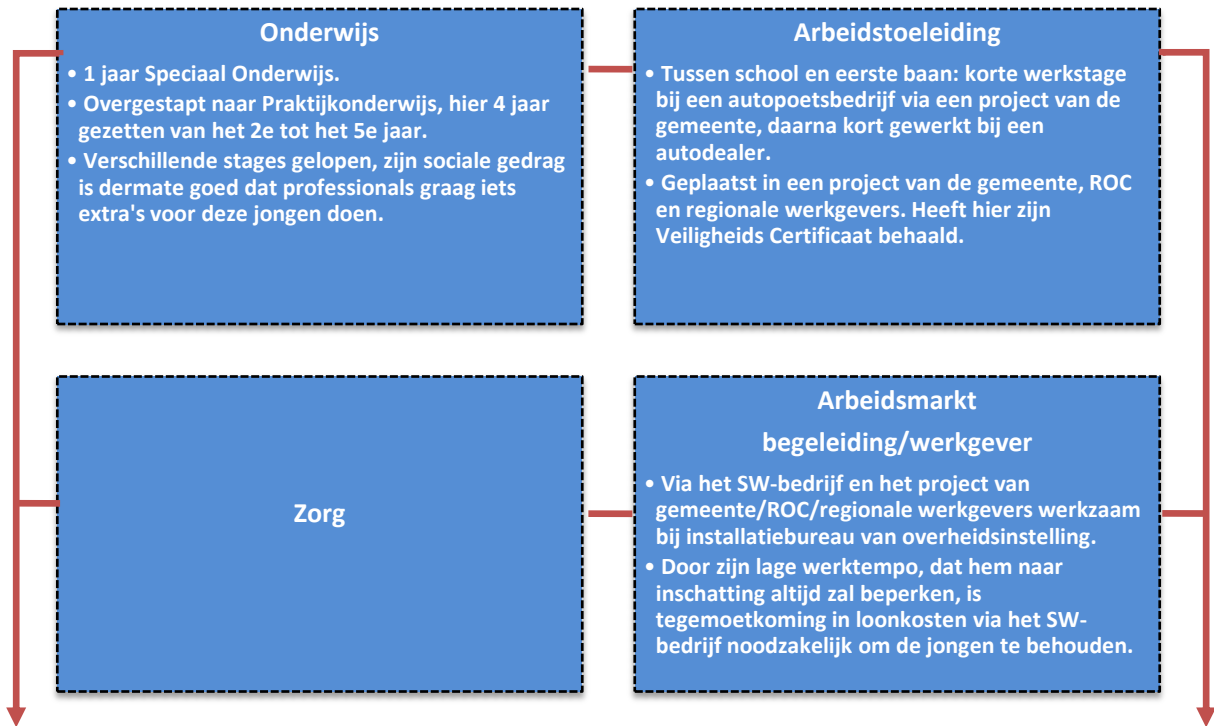 Onderwijs
• 1 jaar Speciaal Onderwijs.
• Overgestapt naar Praktijkonderwijs, hier 4 jaar
gezetten van het 2e tot het 5e jaar.
• Verschillende stages gelopen, zijn sociale gedrag
is dermate goed dat professionals graag iets
extra's voor deze jongen doen.
Arbeidstoeleiding
• Tussen school en eerste baan: korte werkstage
bij een autopoetsbedrijf via een project van de
gemeente, daarna kort gewerkt bij een
autodealer.
• Geplaatst in een project van de gemeente, ROC
en regionale werkgevers. Heeft hier zijn
Veiligheids Certificaat behaald.
Zorg
Arbeidsmarkt
begeleiding/werkgever
• Via het SW-bedrijf en het project van
gemeente/ROC/regionale werkgevers werkzaam
bij installatiebureau van overheidsinstelling.
• Door zijn lage werktempo, dat hem naar
inschatting altijd zal beperken, is
tegemoetkoming in loonkosten via het SW-
bedrijf noodzakelijk om de jongen te behouden.